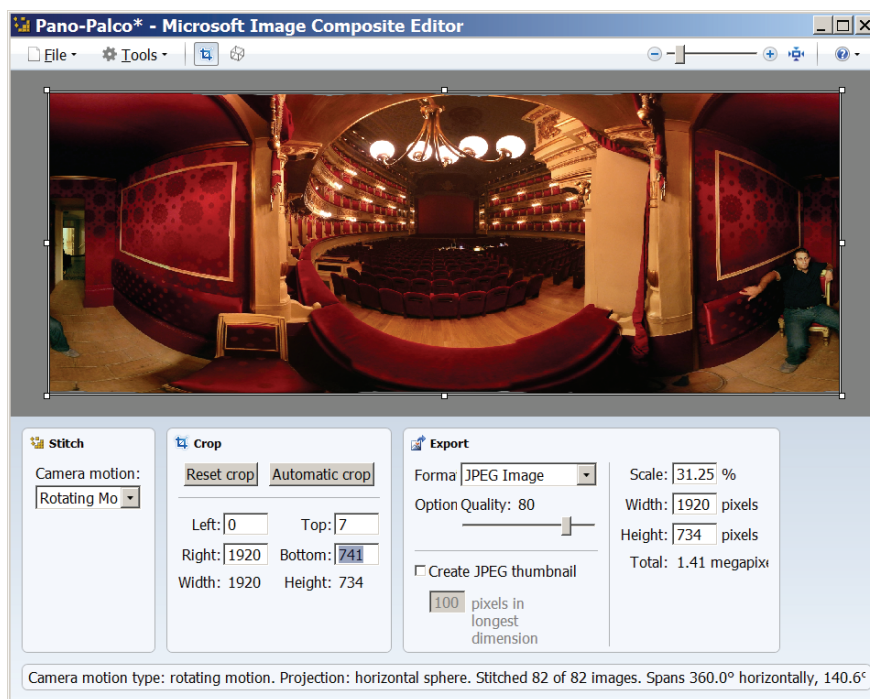 Pano-Palco* - Microsoft Image Composite Editor
File Tools
Stitch
Camera motion:
Rotating Mo
Crop
Reset crop Automatic crop
Left: 0 Top: 7
Right: 1920 Bottom: 741
Width: 1920 Height: 734
Export
Forma JPEG Image
Option Quality: 80
Create JPEG thumbnail
100 pixels in
longest
dimension
Scale: 31.25 %
Width: 1920 pixels
Height: 734 pixels
Total: 1.41 megapixe
Camera motion type: rotating motion. Projection: horizontal sphere. Stitched 82 of 82 images. Spans 360.0° horizontally, 140.6°